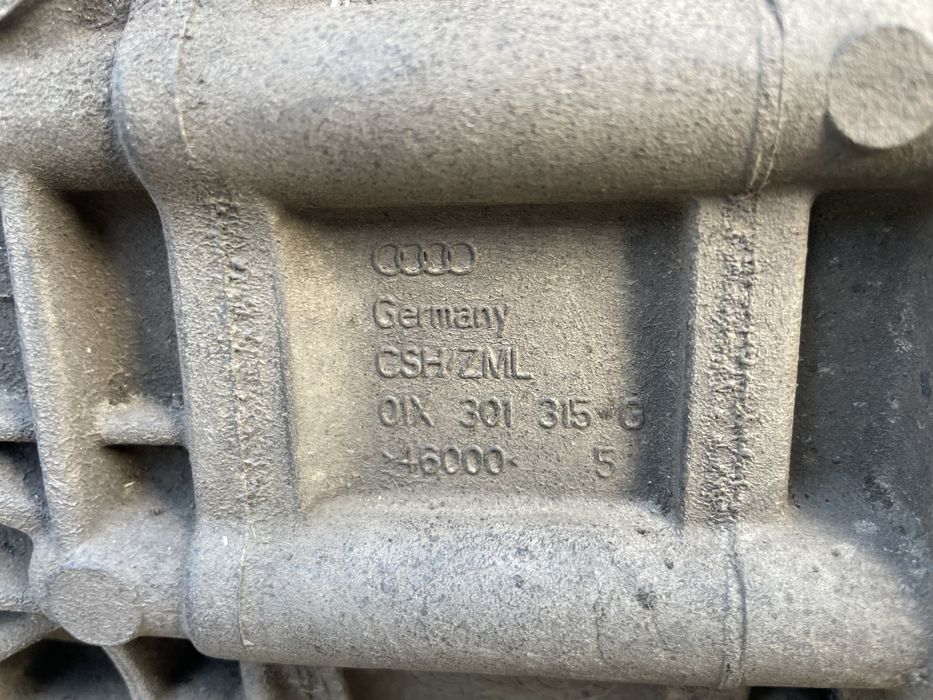 Germany
CSH/ZML
01X 301 315 G
>46000< 5